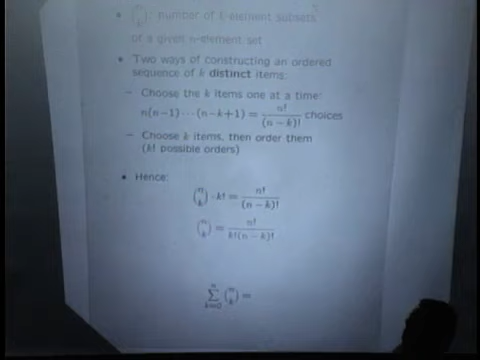 • (n k): number of k-element subsets
of a given n-element set
• Two ways of constructing an ordered
sequence of k distinct items:
– Choose the k items one at a time:
n(n−1)···(n−k+1) = n!/(n−k)! choices
– Choose k items, then order them
(k! possible orders)
• Hence:
(n k)·k! = n!/(n−k)!
(n k) = n!/k!(n−k)!
∑ k=0 n (n k) =